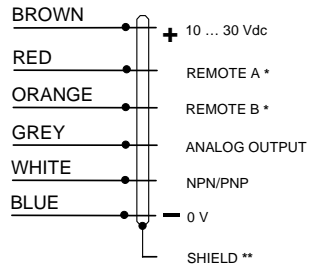 BROWN + 10 ... 30 Vdc
RED REMOTE A *
ORANGE REMOTE B *
GREY ANALOG OUTPUT
WHITE NPN/PNP
BLUE − 0 V
SHIELD **